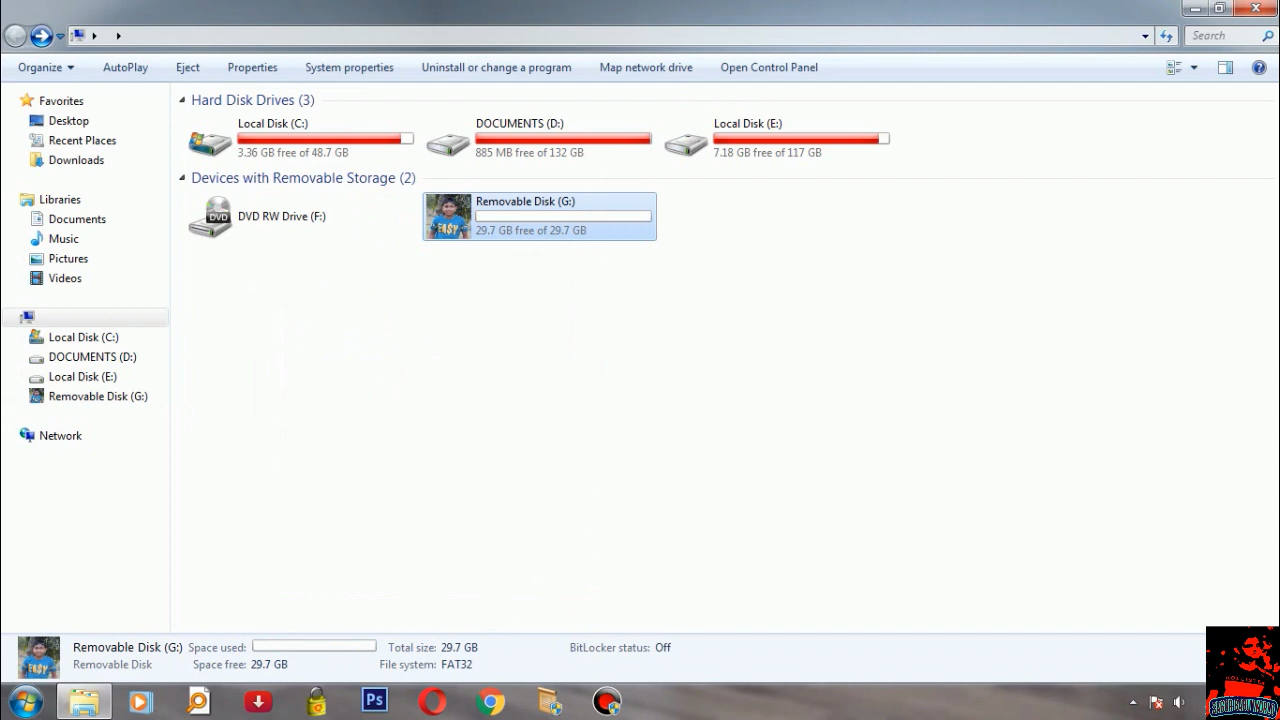 Search
Organize AutoPlay Eject Properties System properties Uninstall or change a program Map network drive Open Control Panel
Favorites
Desktop
Recent Places
Downloads
Libraries
Documents
Music
Pictures
Videos
Local Disk (C:)
DOCUMENTS (D:)
Local Disk (E:)
Removable Disk (G:)
Network
Hard Disk Drives (3)
Local Disk (C:)
3.36 GB free of 48.7 GB
DOCUMENTS (D:)
885 MB free of 132 GB
Local Disk (E:)
7.18 GB free of 117 GB
Devices with Removable Storage (2)
DVD
DVD RW Drive (F:)
EASY
Removable Disk (G:)
29.7 GB free of 29.7 GB
EASY
Removable Disk (G:) Space used: Total size: 29.7 GB BitLocker status: Off
Removable Disk Space free: 29.7 GB File system: FAT32
Ps